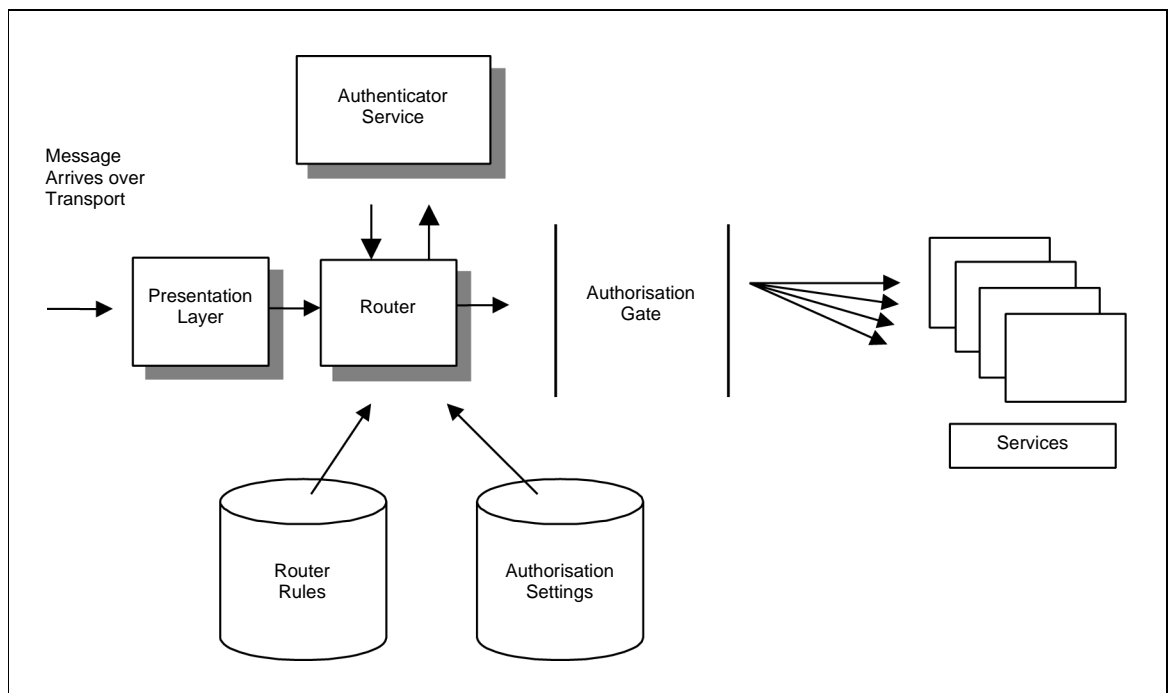 Authenticator
Service
Message
Arrives over
Transport
Presentation
Layer
Router
Authorisation
Gate
Services
Router
Rules
Authorisation
Settings